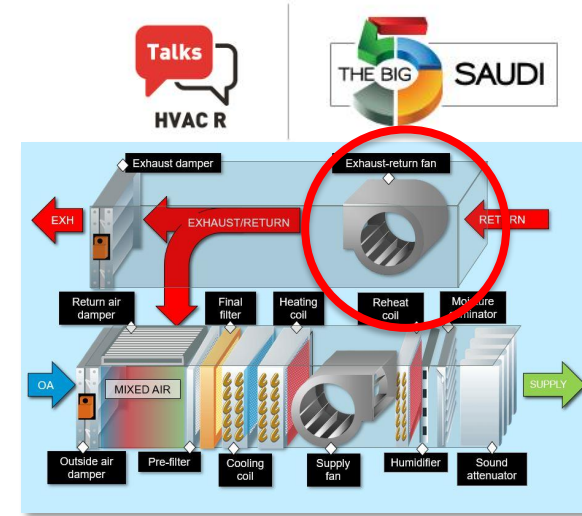 Talks
HVAC R
THE BIG
5
SAUDI
Exhaust damper
Exhaust-return fan
EXH
EXHAUST/RETURN
RETURN
Return air
damper
Final
filter
Heating
coil
Reheat
coil
Moisture
eliminator
OA
MIXED AIR
SUPPLY
Outside air
damper
Pre-filter
Cooling
coil
Supply
fan
Humidifier
Sound
attenuator